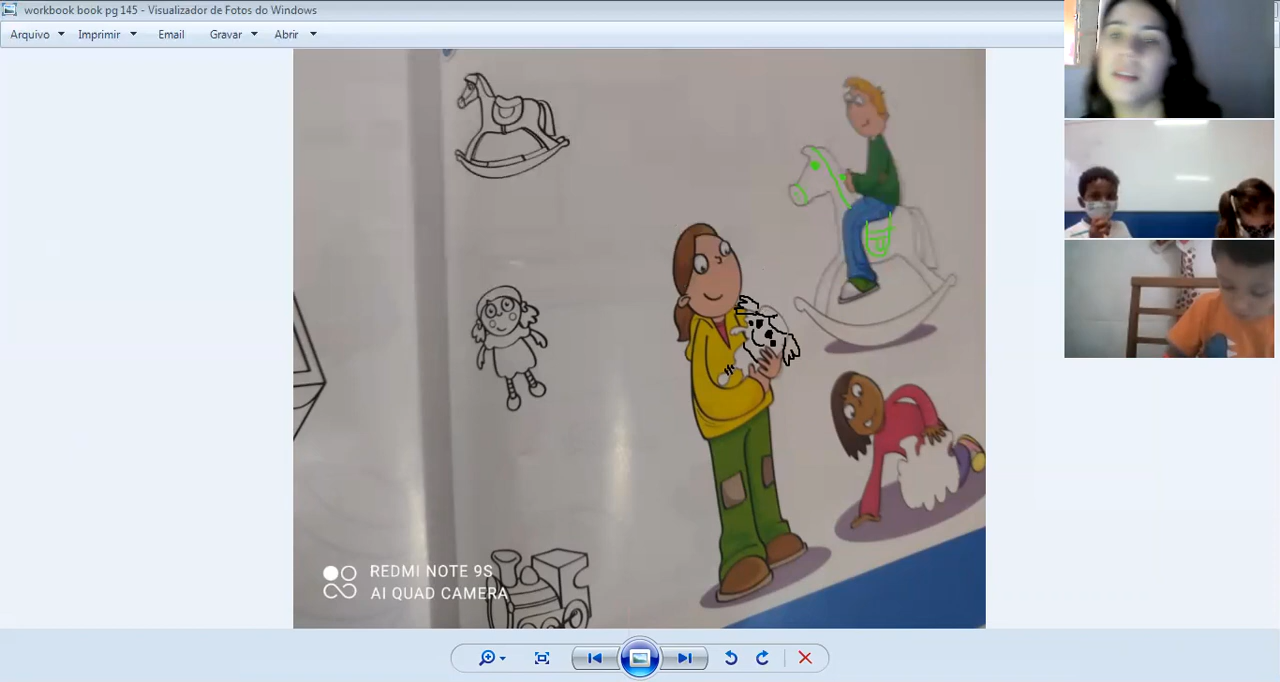 workbook book pg 145 - Visualizador de Fotos do Windows
Arquivo Imprimir Email Gravar Abrir
REDMI NOTE 9S
AI QUAD CAMERA